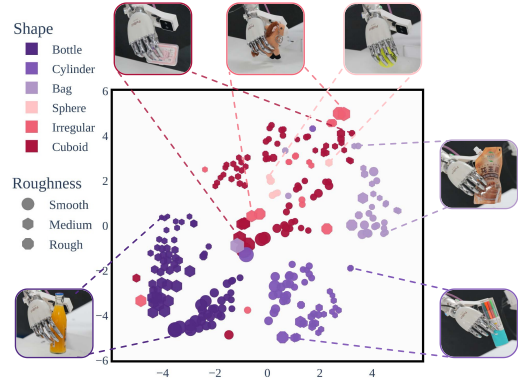 Shape
Bottle
Cylinder
Bag
Sphere
Irregular
Cuboid
Roughness
Smooth
Medium
Rough
6
4
2
0
−2
−4
−6
−4
−2
0
2
4